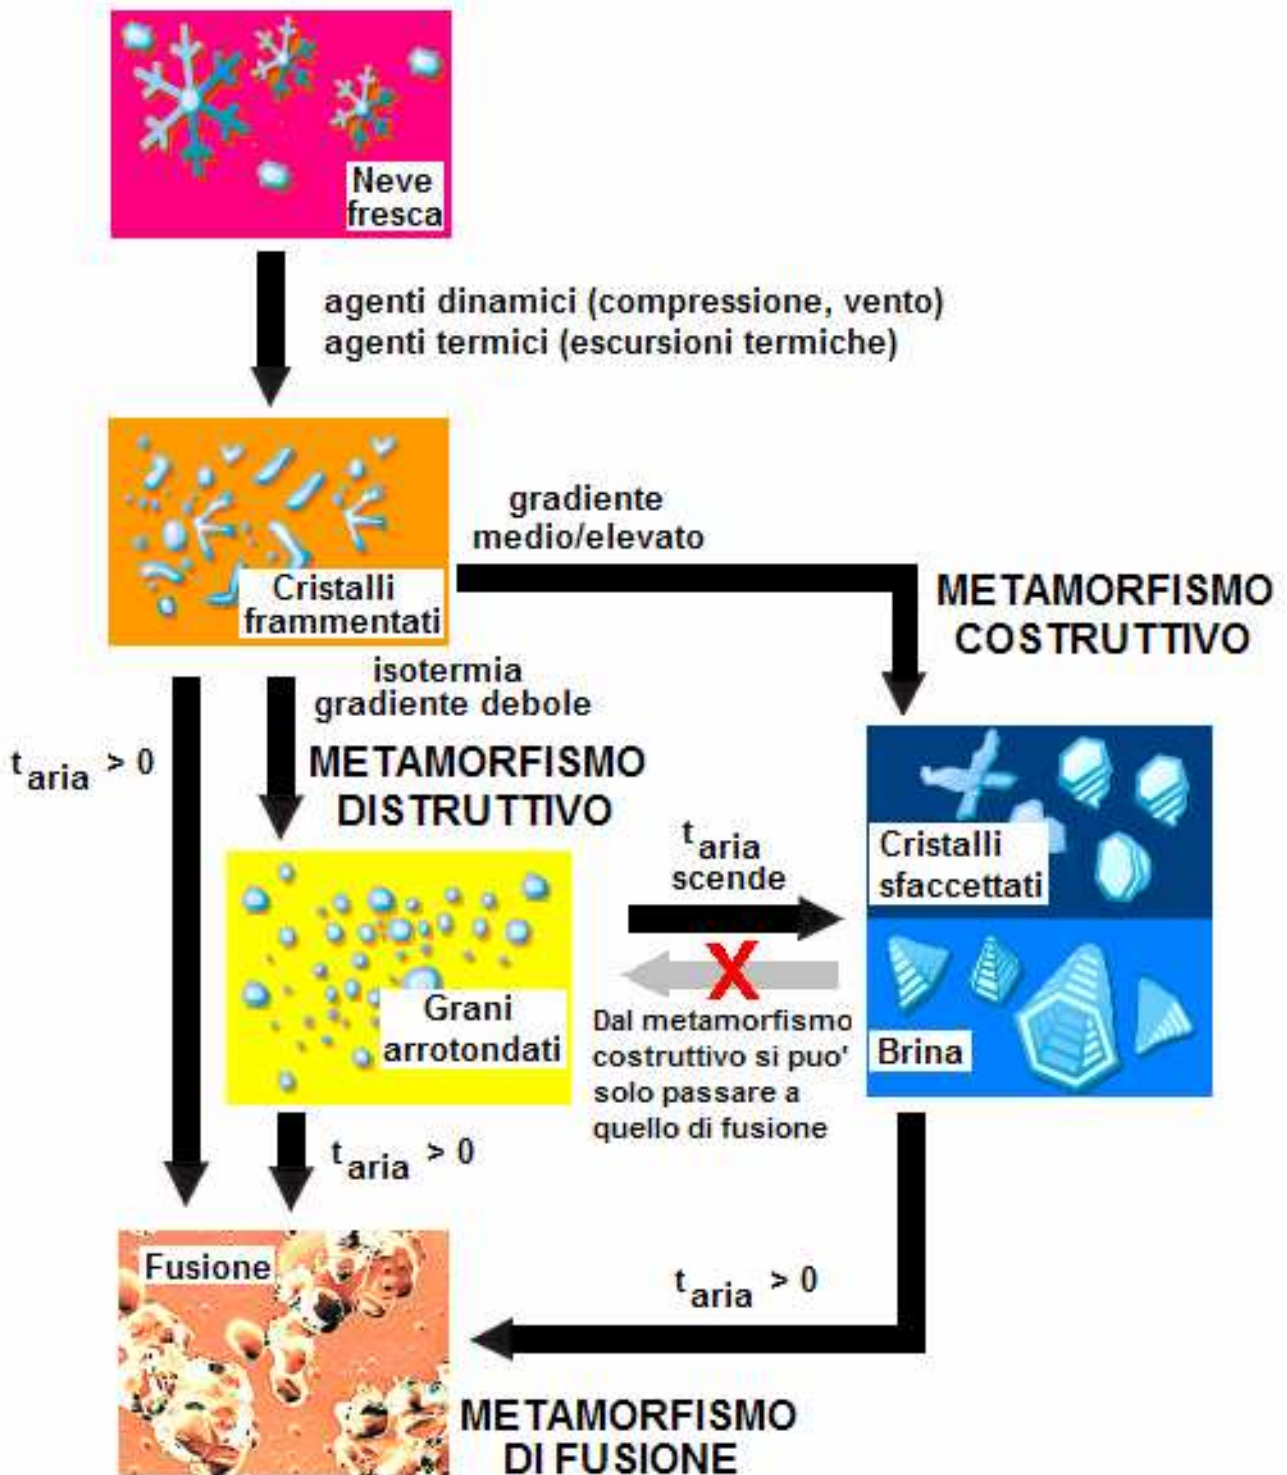 Neve
fresca
agenti dinamici (compressione, vento)
agenti termici (escursioni termiche)
Cristalli
frammentati
gradiente
medio/elevato
METAMORFISMO
COSTRUTTIVO
isotermia
gradiente debole
t aria > 0
METAMORFISMO
DISTRUTTIVO
t aria
scende
Cristalli
sfaccettati
X
Grani
arrotondati
Dal metamorfismo
costruttivo si puo'
solo passare a
quello di fusione
Brina
t aria > 0
Fusione
t aria > 0
METAMORFISMO
DI FUSIONE